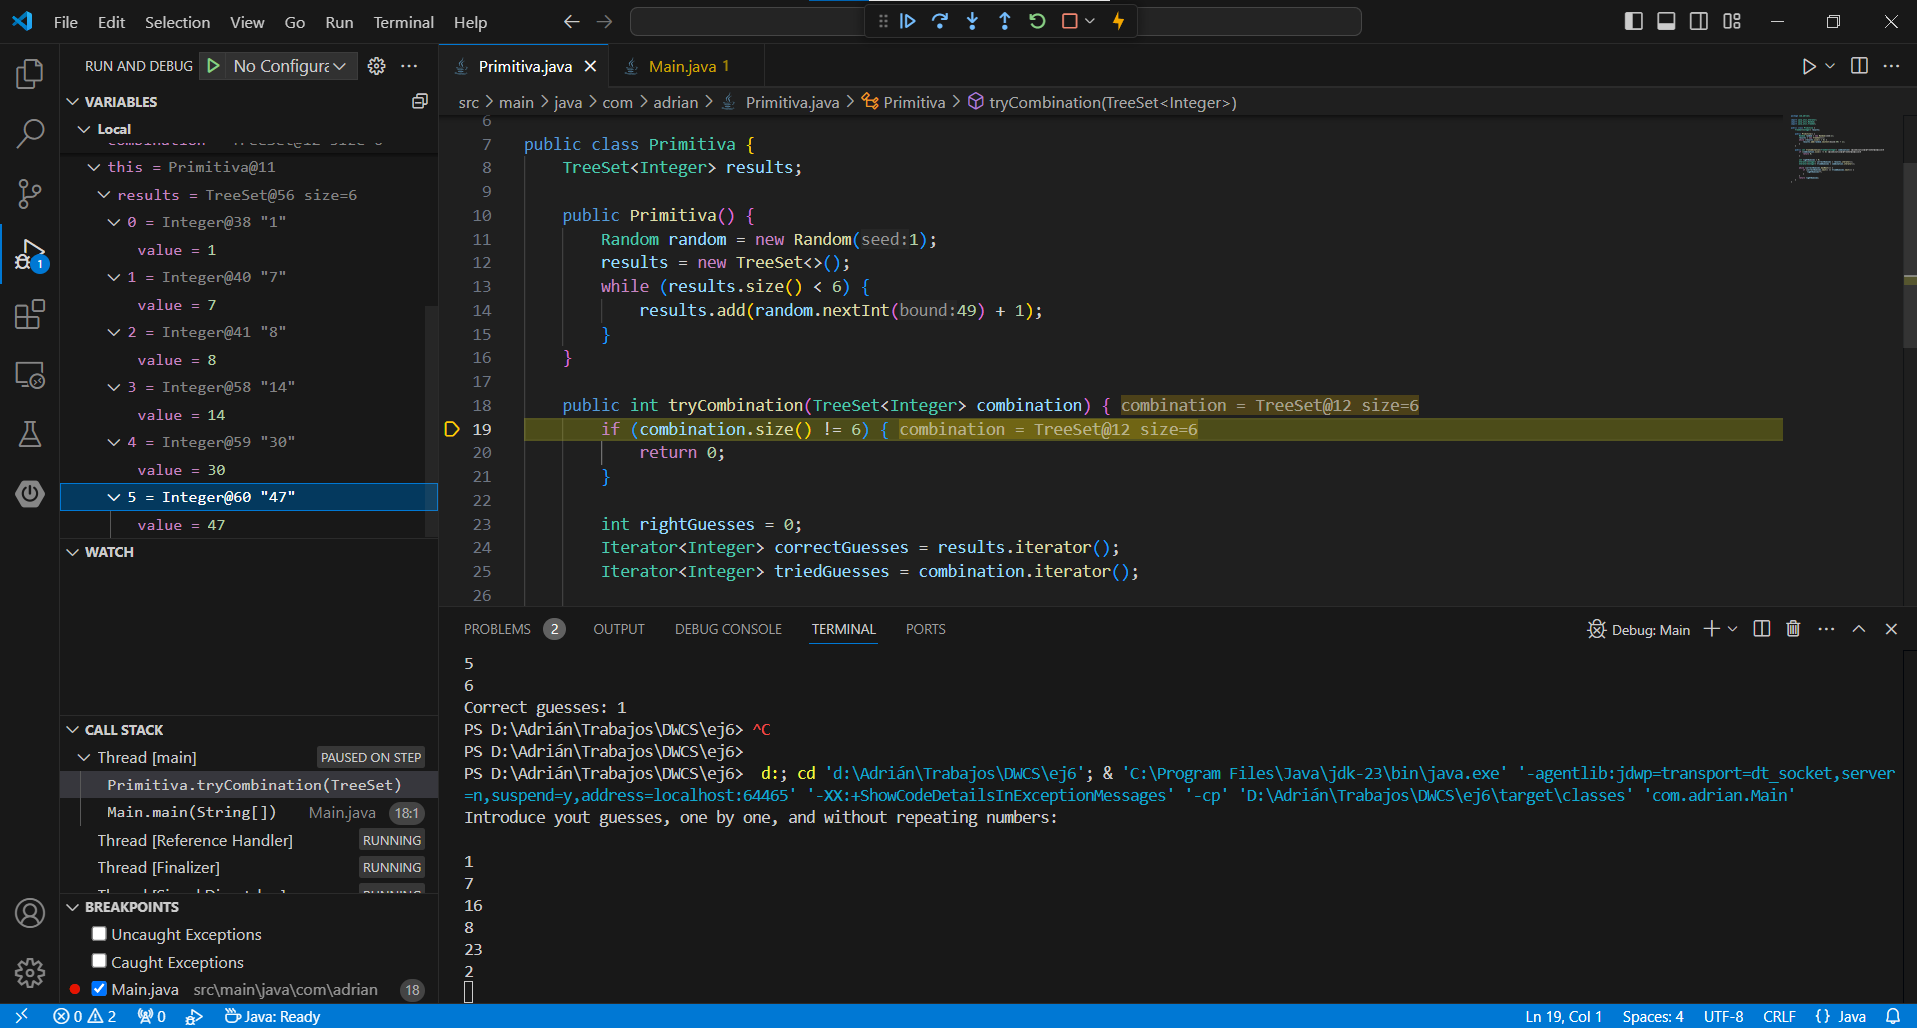 File Edit Selection View Go Run Terminal Help
RUN AND DEBUG No Configura
VARIABLES
Local
this = Primitiva@11
results = TreeSet@56 size=6
0 = Integer@38 "1"
value = 1
1 = Integer@40 "7"
value = 7
2 = Integer@41 "8"
value = 8
3 = Integer@58 "14"
value = 14
4 = Integer@59 "30"
value = 30
5 = Integer@60 "47"
value = 47
WATCH
CALL STACK
Thread [main] PAUSED ON STEP
Primitiva.tryCombination(TreeSet)
Main.main(String[]) Main.java 18:1
Thread [Reference Handler] RUNNING
Thread [Finalizer] RUNNING
BREAKPOINTS
Uncaught Exceptions
Caught Exceptions
Main.java src\main\java\com\adrian 18
1
Primitiva.java Main.java 1
src > main > java > com > adrian > Primitiva.java > Primitiva > tryCombination(TreeSet<Integer>)
6
7 public class Primitiva {
8 TreeSet<Integer> results;
9
10 public Primitiva() {
11 Random random = new Random(seed:1);
12 results = new TreeSet<>();
13 while (results.size() < 6) {
14 results.add(random.nextInt(bound:49) + 1);
15 }
16 }
17
18 public int tryCombination(TreeSet<Integer> combination) { combination = TreeSet@12 size=6
19 if (combination.size() != 6) { combination = TreeSet@12 size=6
20 return 0;
21 }
22
23 int rightGuesses = 0;
24 Iterator<Integer> correctGuesses = results.iterator();
25 Iterator<Integer> triedGuesses = combination.iterator();
26
PROBLEMS 2 OUTPUT DEBUG CONSOLE TERMINAL PORTS Debug: Main
5
6
Correct guesses: 1
PS D:\Adrián\Trabajos\DWCS\ej6> ^C
PS D:\Adrián\Trabajos\DWCS\ej6>
PS D:\Adrián\Trabajos\DWCS\ej6> d:; cd 'd:\Adrián\Trabajos\DWCS\ej6'; & 'C:\Program Files\Java\jdk-23\bin\java.exe' '-agentlib:jdwp=transport=dt_socket,server
=n,suspend=y,address=localhost:64465' '-XX:+ShowCodeDetailsInExceptionMessages' '-cp' 'D:\Adrián\Trabajos\DWCS\ej6\target\classes' 'com.adrian.Main'
Introduce yout guesses, one by one, and without repeating numbers:
1
7
16
8
23
2
0 2 0 Java: Ready Ln 19, Col 1 Spaces: 4 UTF-8 CRLF {} Java